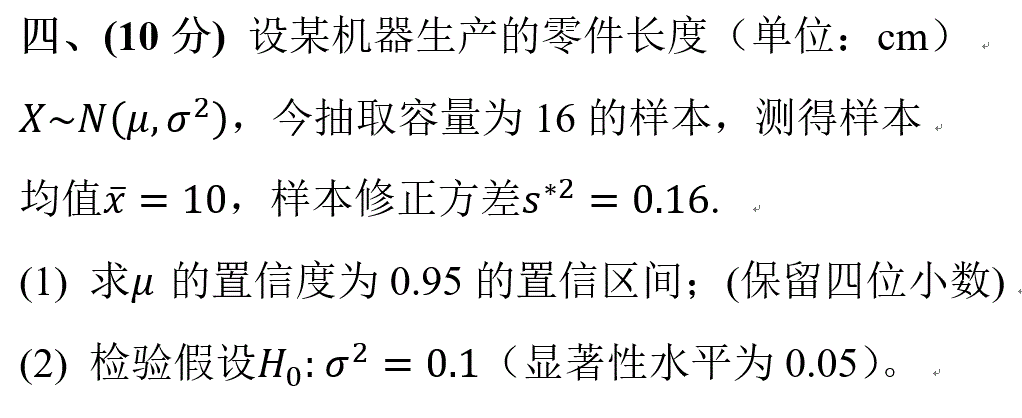 四、(10 分) 设某机器生产的零件长度（单位：cm）
X~N(μ,σ²)，今抽取容量为 16 的样本，测得样本
均值x̄ = 10，样本修正方差s*² = 0.16.
(1) 求μ 的置信度为 0.95 的置信区间；(保留四位小数)
(2) 检验假设H₀: σ² = 0.1（显著性水平为 0.05）。